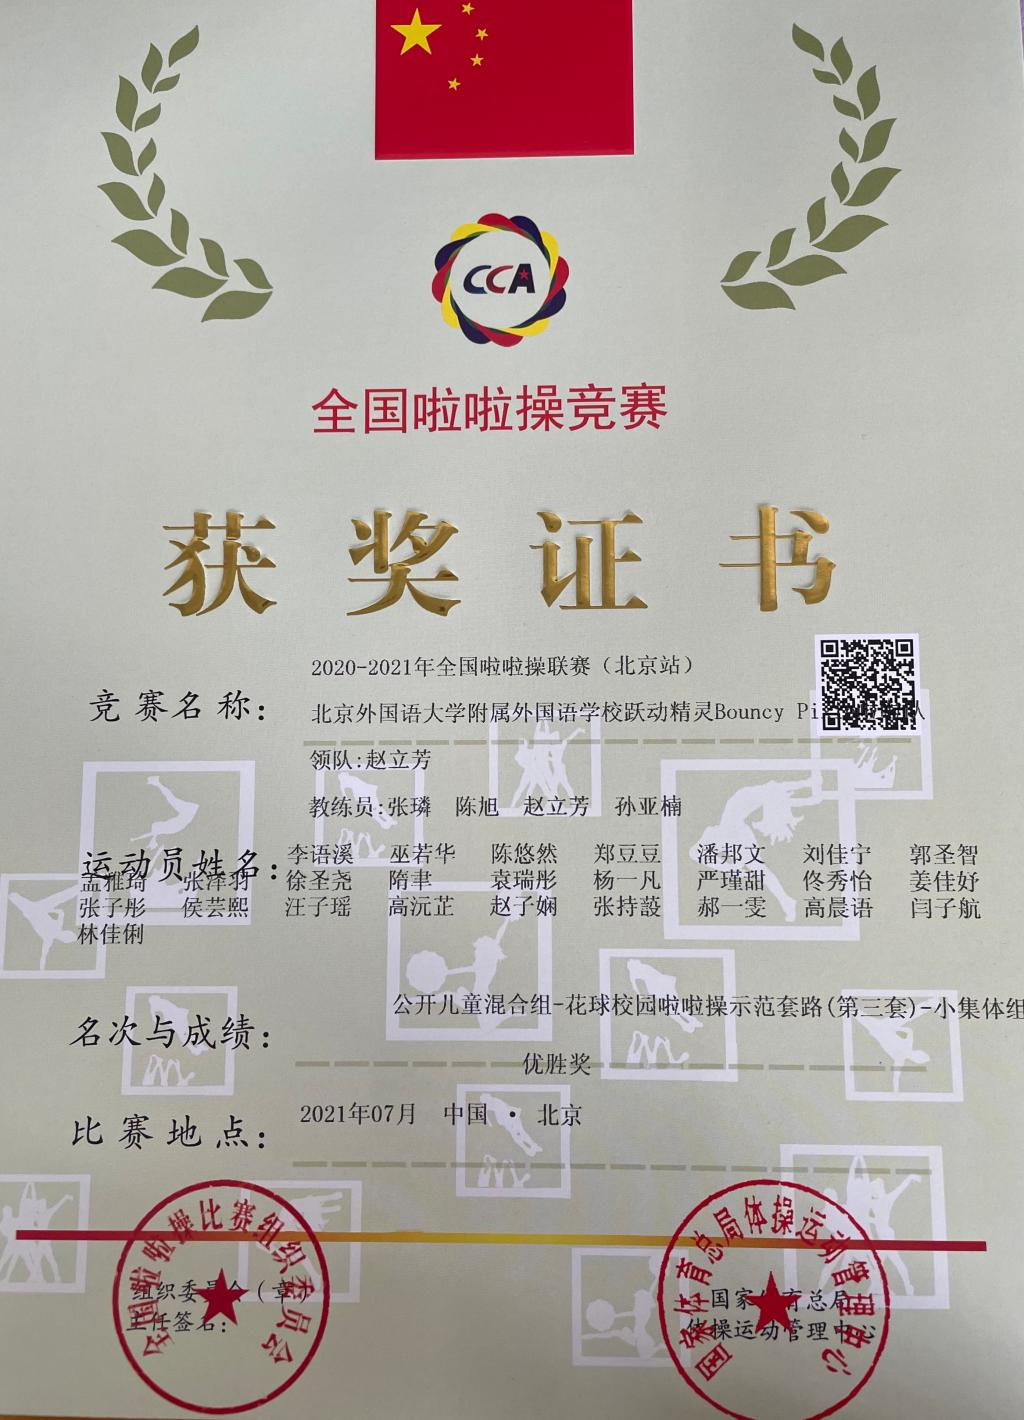 CCA
全国啦啦操竞赛
获奖证书
2020-2021年全国啦啦操联赛（北京站）
竞赛名称：
北京外国语大学附属外国语学校跃动精灵Bouncy Pi
队
领队:赵立芳
教练员:张璘 陈旭 赵立芳 孙亚楠
运动员姓名：
李语溪 巫若华 陈悠然 郑豆豆 潘邦文 刘佳宁 郭圣智
孟雅琦 张泽羽 徐圣尧 隋聿 袁瑞彤 杨一凡 严瑾甜 佟秀怡 姜佳妤
张子彤 侯芸熙 汪子瑶 高沅芷 赵子娴 张持 郝一雯 高晨语 闫子航
林佳俐
公开儿童混合组-花球校园啦啦操示范套路(第三套)-小集体组
名次与成绩：
优胜奖
2021年07月 中国 · 北京
比赛地点：
全国啦啦操比赛组织委员会
组织委员会（章）
主任签名：
国家体育总局体操运动管理中心
国家体育总局
体操运动管理中心